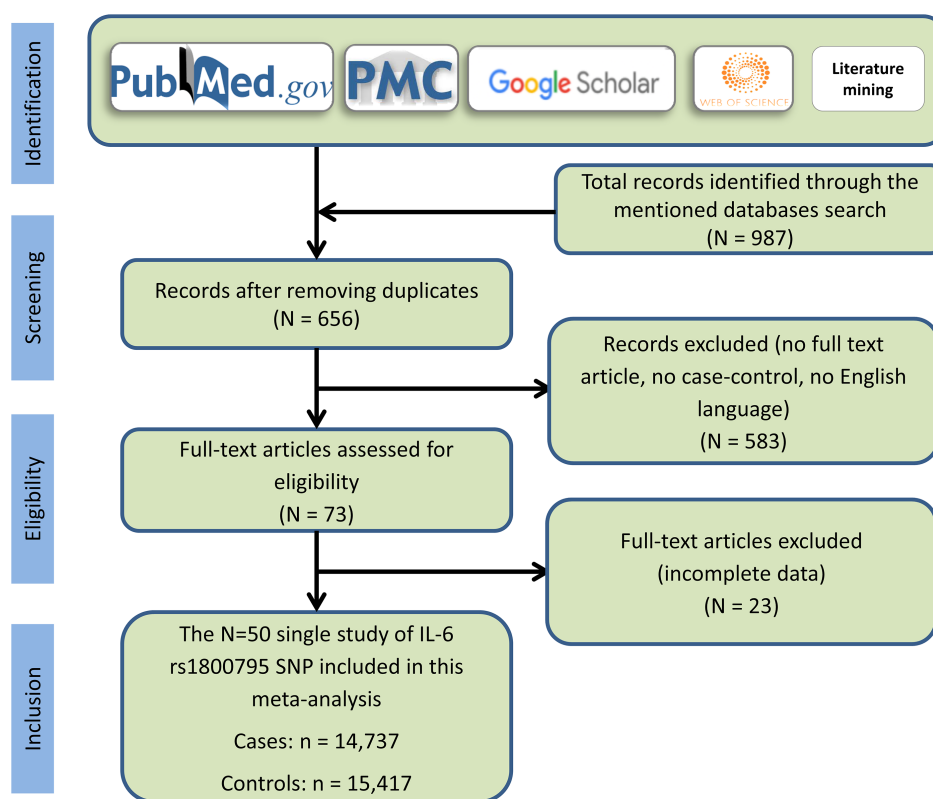 Identification
PubMed.gov
PMC
Google Scholar
WEB OF SCIENCE
Literature
mining
Total records identified through the
mentioned databases search
(N = 987)
Screening
Records after removing duplicates
(N = 656)
Records excluded (no full text
article, no case-control, no English
language)
(N = 583)
Eligibility
Full-text articles assessed for
eligibility
(N = 73)
Full-text articles excluded
(incomplete data)
(N = 23)
Inclusion
The N=50 single study of IL-6
rs1800795 SNP included in this
meta-analysis
Cases: n = 14,737
Controls: n = 15,417